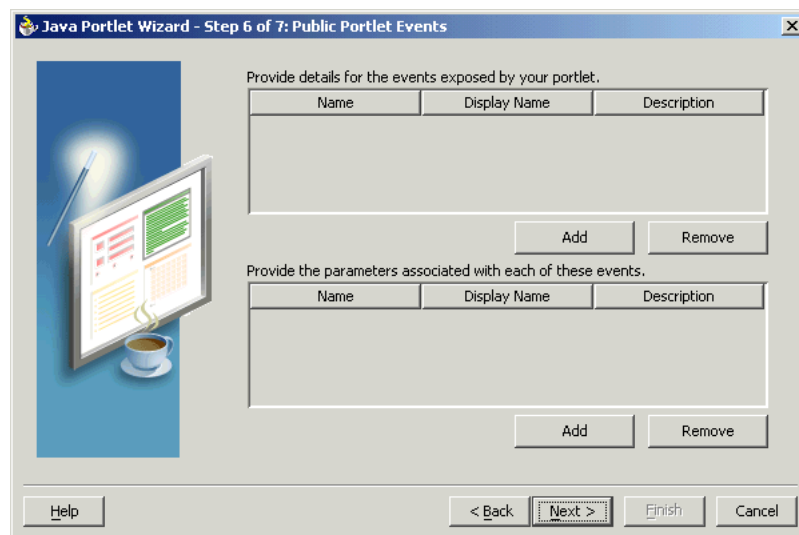 Java Portlet Wizard - Step 6 of 7: Public Portlet Events
Provide details for the events exposed by your portlet.
Name Display Name Description
Add Remove
Provide the parameters associated with each of these events.
Name Display Name Description
Add Remove
Help < Back Next > Finish Cancel